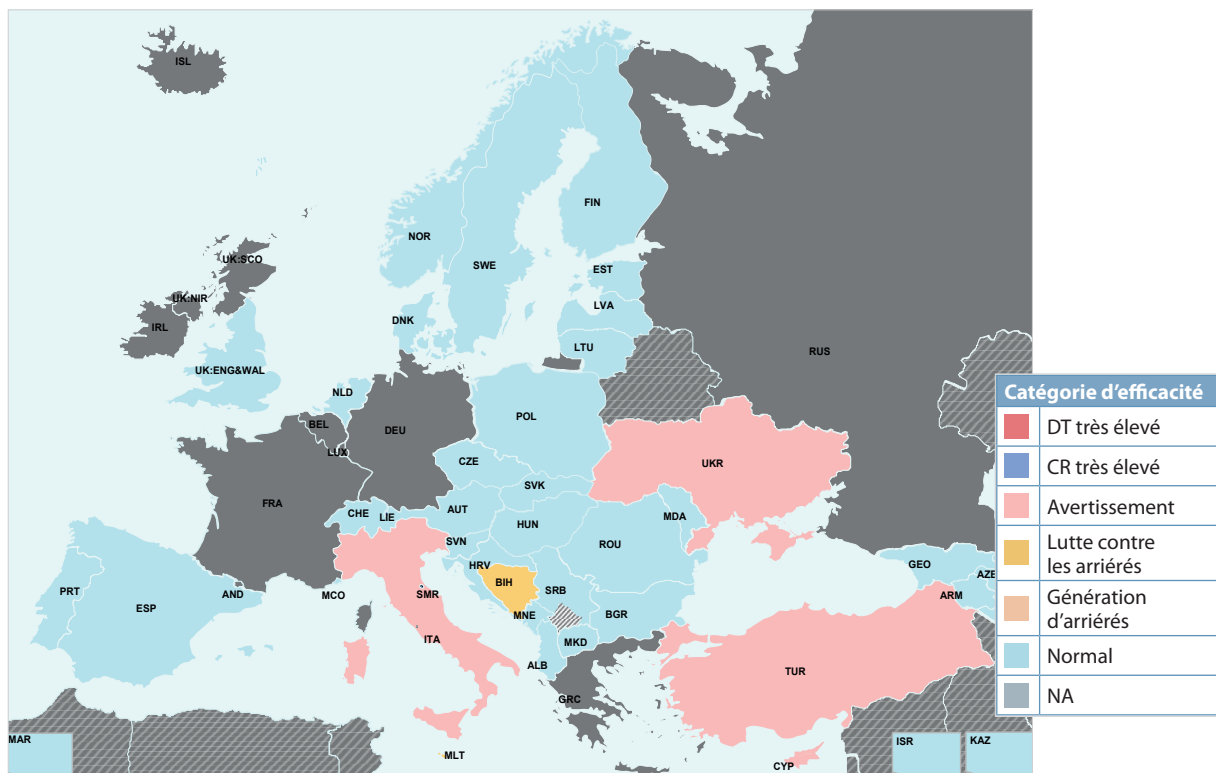 ISL
FIN
NOR
SWE
UK:SCO
EST
UK:NIR
LVA
DNK
IRL
LTU
RUS
UK:ENG&WAL
NLD
POL
BEL
DEU
LUX
CZE
UKR
SVK
FRA
CHE
LIE
AUT
MDA
HUN
SVN
ROU
HRV
GEO
BIH
AZE
PRT
AND
MCO
SMR
SRB
ARM
ESP
MNE
BGR
ITA
MKD
ALB
TUR
GRC
MAR
MLT
CYP
ISR
KAZ
Catégorie d’efficacité
DT très élevé
CR très élevé
Avertissement
Lutte contre
les arriérés
Génération
d’arriérés
Normal
NA